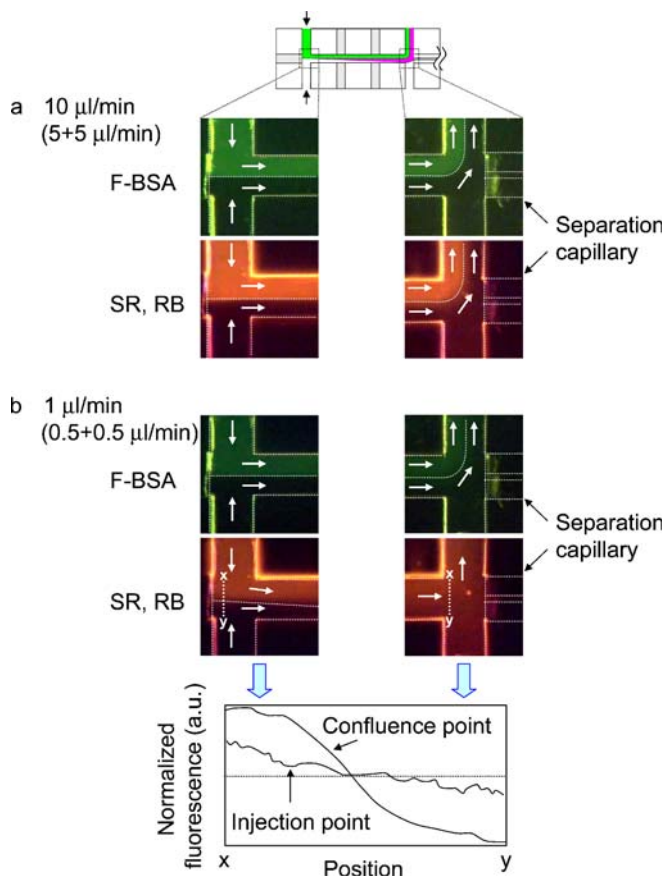 a 10 µl/min
(5+5 µl/min)
F-BSA
SR, RB
Separation
capillary
b 1 µl/min
(0.5+0.5 µl/min)
F-BSA
SR, RB
Separation
capillary
x
y
x
y
Normalized
fluorescence (a.u.)
Confluence point
Injection point
x
Position
y